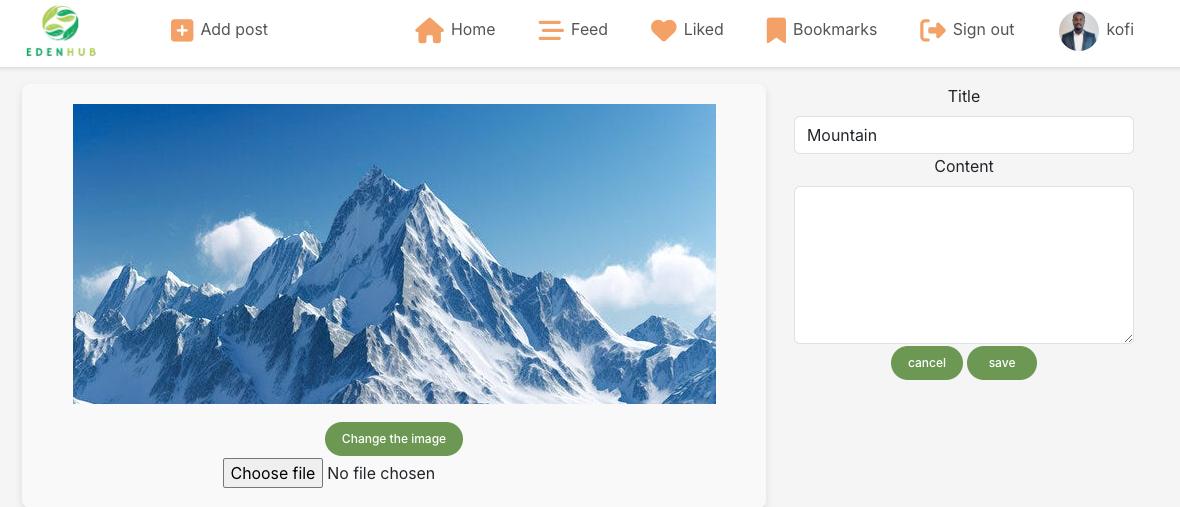 EDENHUB
Add post
Home
Feed
Liked
Bookmarks
Sign out
kofi
Title
Mountain
Content
cancel
save
Change the image
Choose file No file chosen